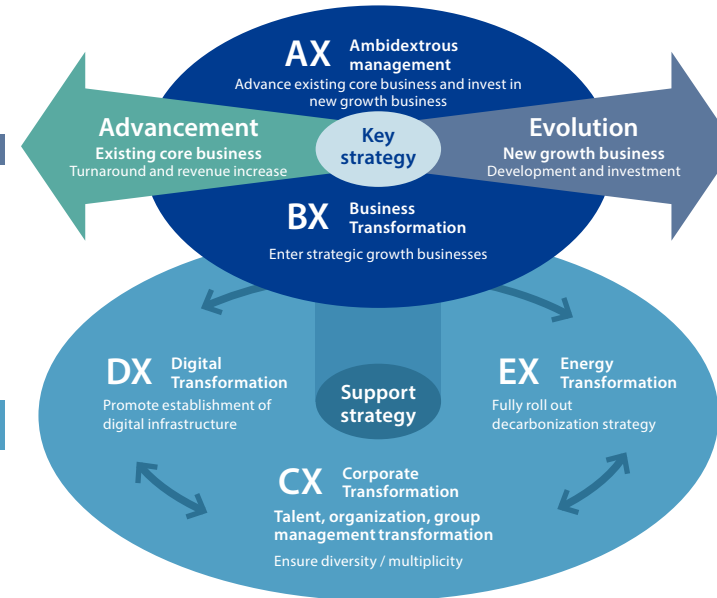 AX Ambidextrous
management
Advance existing core business and invest in
new growth business
Advancement
Existing core business
Turnaround and revenue increase
Key
strategy
Evolution
New growth business
Development and investment
BX Business
Transformation
Enter strategic growth businesses
DX Digital
Transformation
Promote establishment of
digital infrastructure
Support
strategy
EX Energy
Transformation
Fully roll out
decarbonization strategy
CX Corporate
Transformation
Talent, organization, group
management transformation
Ensure diversity / multiplicity